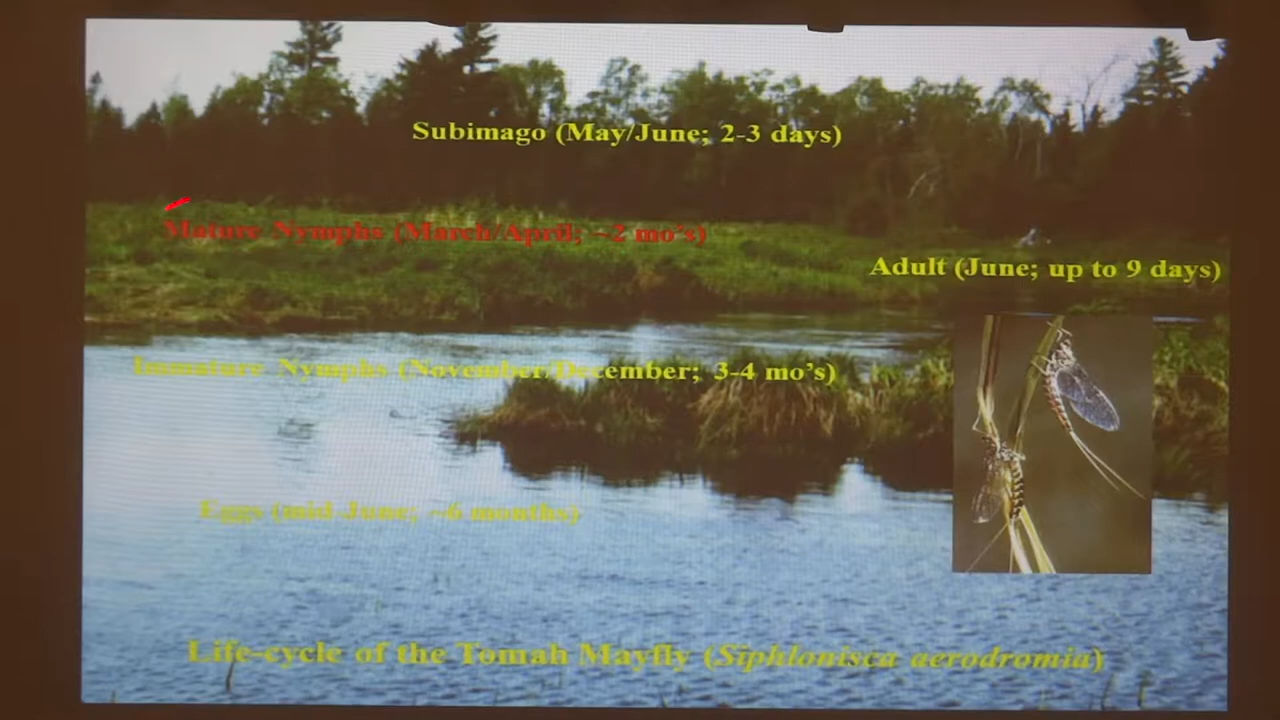 Subimago (May/June; 2-3 days)
Mature Nymphs (March/April; ~2 mo's)
Adult (June; up to 9 days)
Immature Nymphs (November/December; 3-4 mo's)
Eggs (mid-June; ~6 months)
Life-cycle of the Tomah Mayfly (Siphlonisca aerodromia)